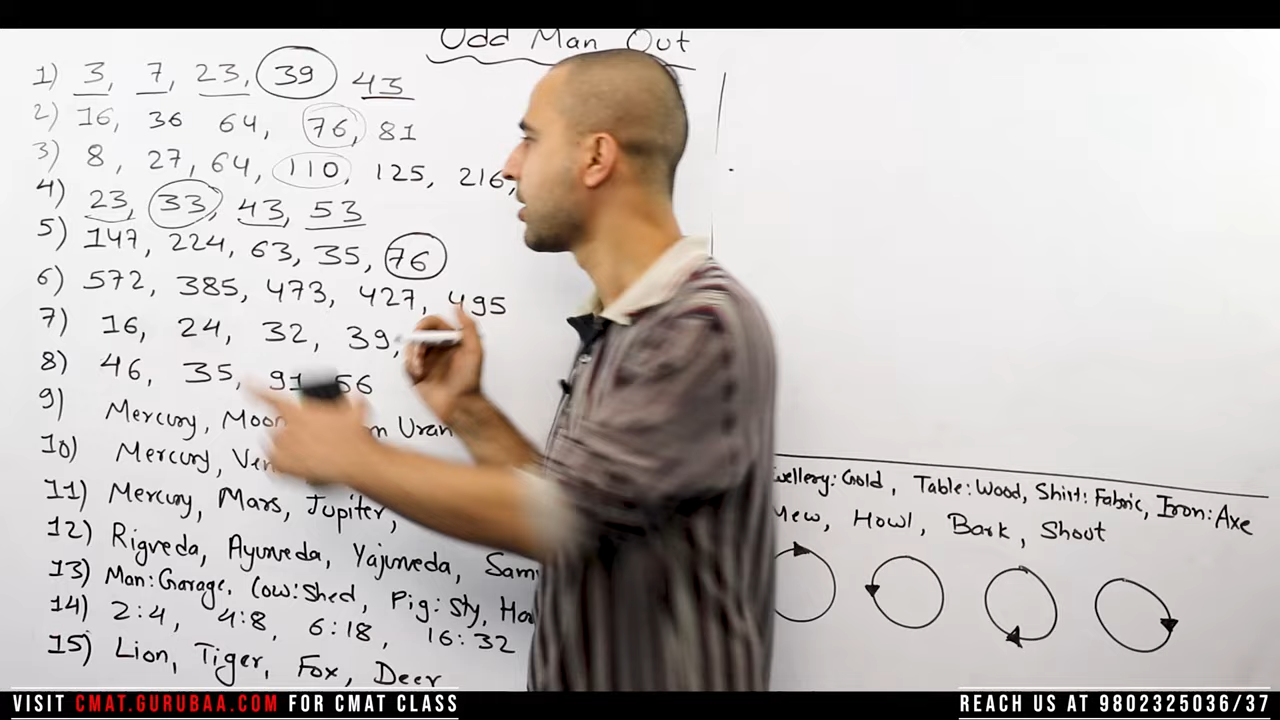 Odd Man Out
1) 3, 7, 23, 39 43
2) 16, 36 64, 76, 81
3) 8, 27, 64, 110, 125, 216,
4) 23, 33, 43, 53
5) 147, 224, 63, 35, 76
6) 572, 385, 473, 427, 495
7) 16, 24, 32, 39,
8) 46, 35, 91 56
9) Mercury, Moon
10) Mercury,
11) Mercury, Mars, Jupiter,
12) Rigveda, Ayurveda, Yajurveda,
13) Man:Garage, Cow:Shed, Pig:Sty,
14) 2:4, 4:8, 6:18, 16:32
15) Lion, Tiger, Fox, Deer
Gold, Table:Wood, Shirt:Fabric, Iron:Axe
Mew, Howl, Bark, Shout
VISIT CMAT.GURUBAA.COM FOR CMAT CLASS
REACH US AT 9802325036/37